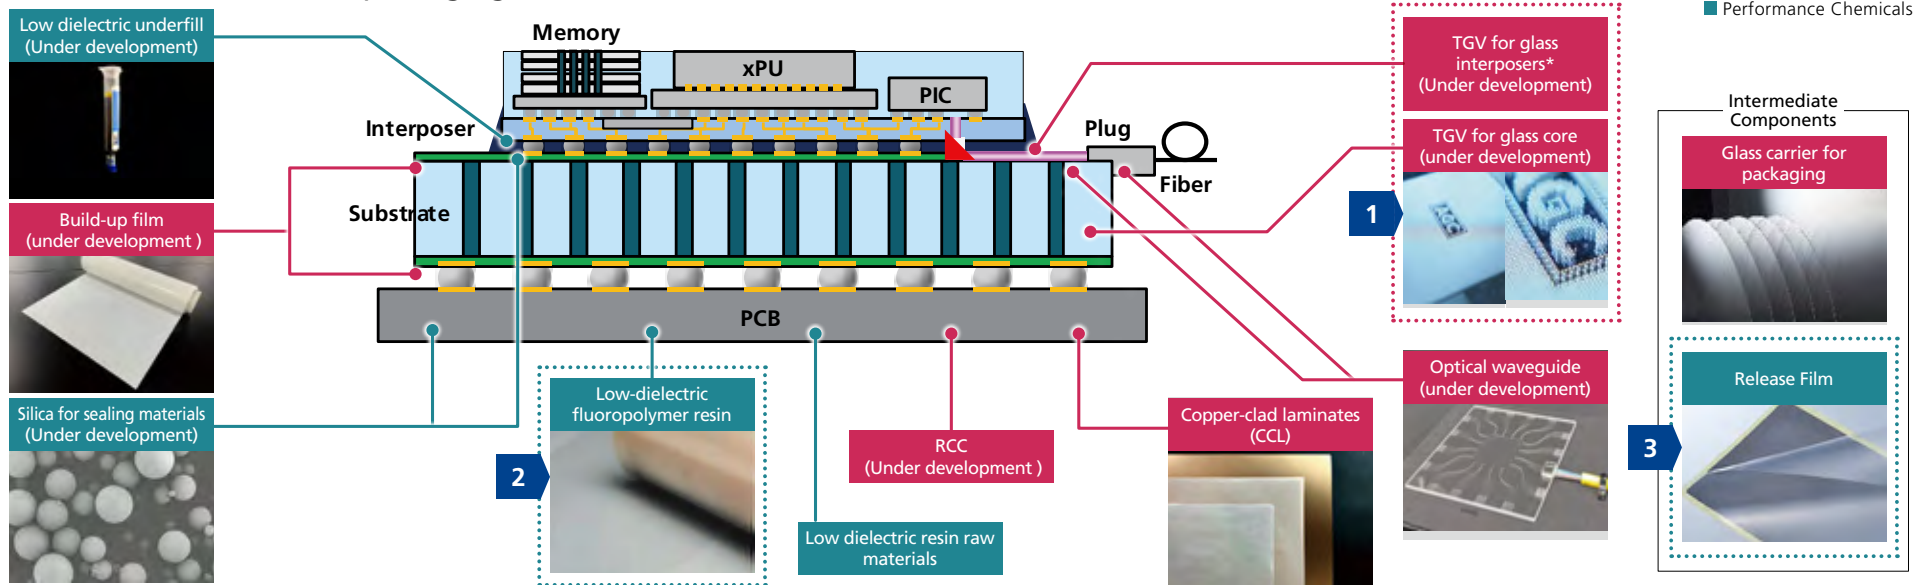 Performance Chemicals
Low dielectric underfill
(Under development)
Build-up film
(under development )
Silica for sealing materials
(Under development)
Memory
xPU
PIC
Interposer
Substrate
Plug
Fiber
PCB
2
Low-dielectric
fluoropolymer resin
Low dielectric resin raw
materials
RCC
(Under development )
Copper-clad laminates
(CCL)
TGV for glass
interposers*
(Under development)
TGV for glass core
(under development)
1
Optical waveguide
(under development)
Intermediate
Components
Glass carrier for
packaging
3
Release Film